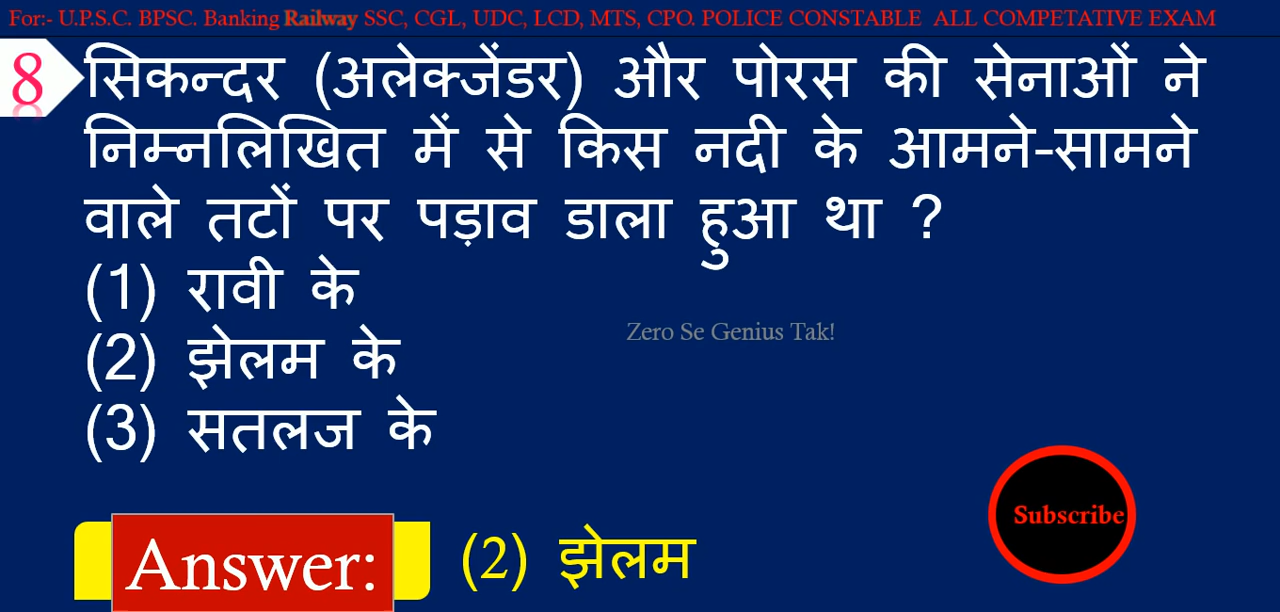 For:- U.P.S.C. BPSC. Banking Railway SSC, CGL, UDC, LCD, MTS, CPO. POLICE CONSTABLE ALL COMPETATIVE EXAM
8
सिकन्दर (अलेक्जेंडर) और पोरस की सेनाओं ने
निम्नलिखित में से किस नदी के आमने-सामने
वाले तटों पर पड़ाव डाला हुआ था ?
(1) रावी के
(2) झेलम के
(3) सतलज के
Zero Se Genius Tak!
Subscribe
Answer: (2) झेलम